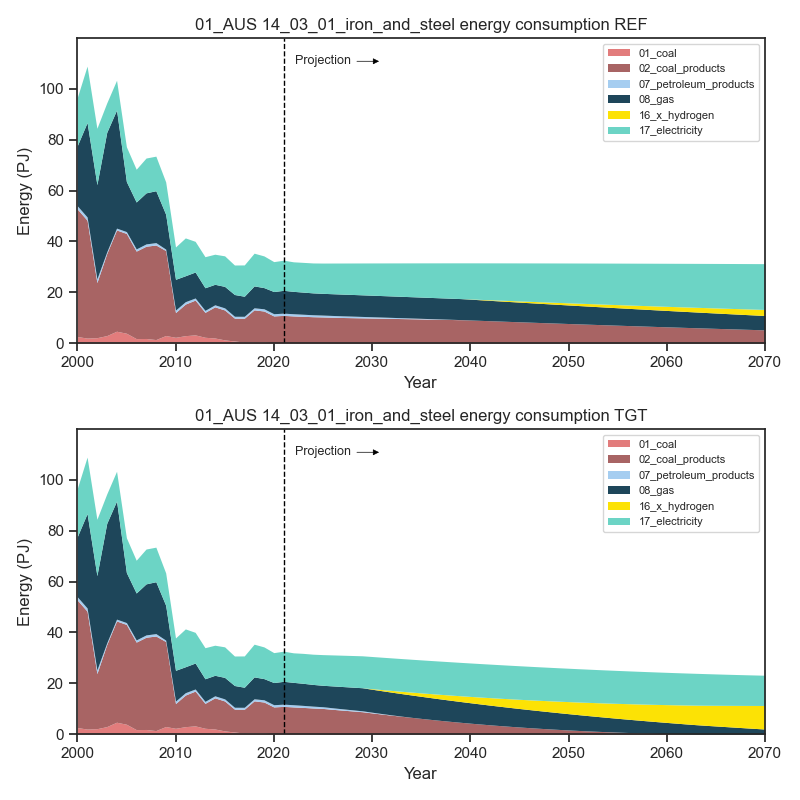 01_AUS 14_03_01_iron_and_steel energy consumption REF
Projection
01_coal
02_coal_products
07_petroleum_products
08_gas
16_x_hydrogen
17_electricity
100
80
60
40
20
0
Energy (PJ)
2000 2010 2020 2030 2040 2050 2060 2070
Year
01_AUS 14_03_01_iron_and_steel energy consumption TGT
Projection
01_coal
02_coal_products
07_petroleum_products
08_gas
16_x_hydrogen
17_electricity
100
80
60
40
20
0
Energy (PJ)
2000 2010 2020 2030 2040 2050 2060 2070
Year